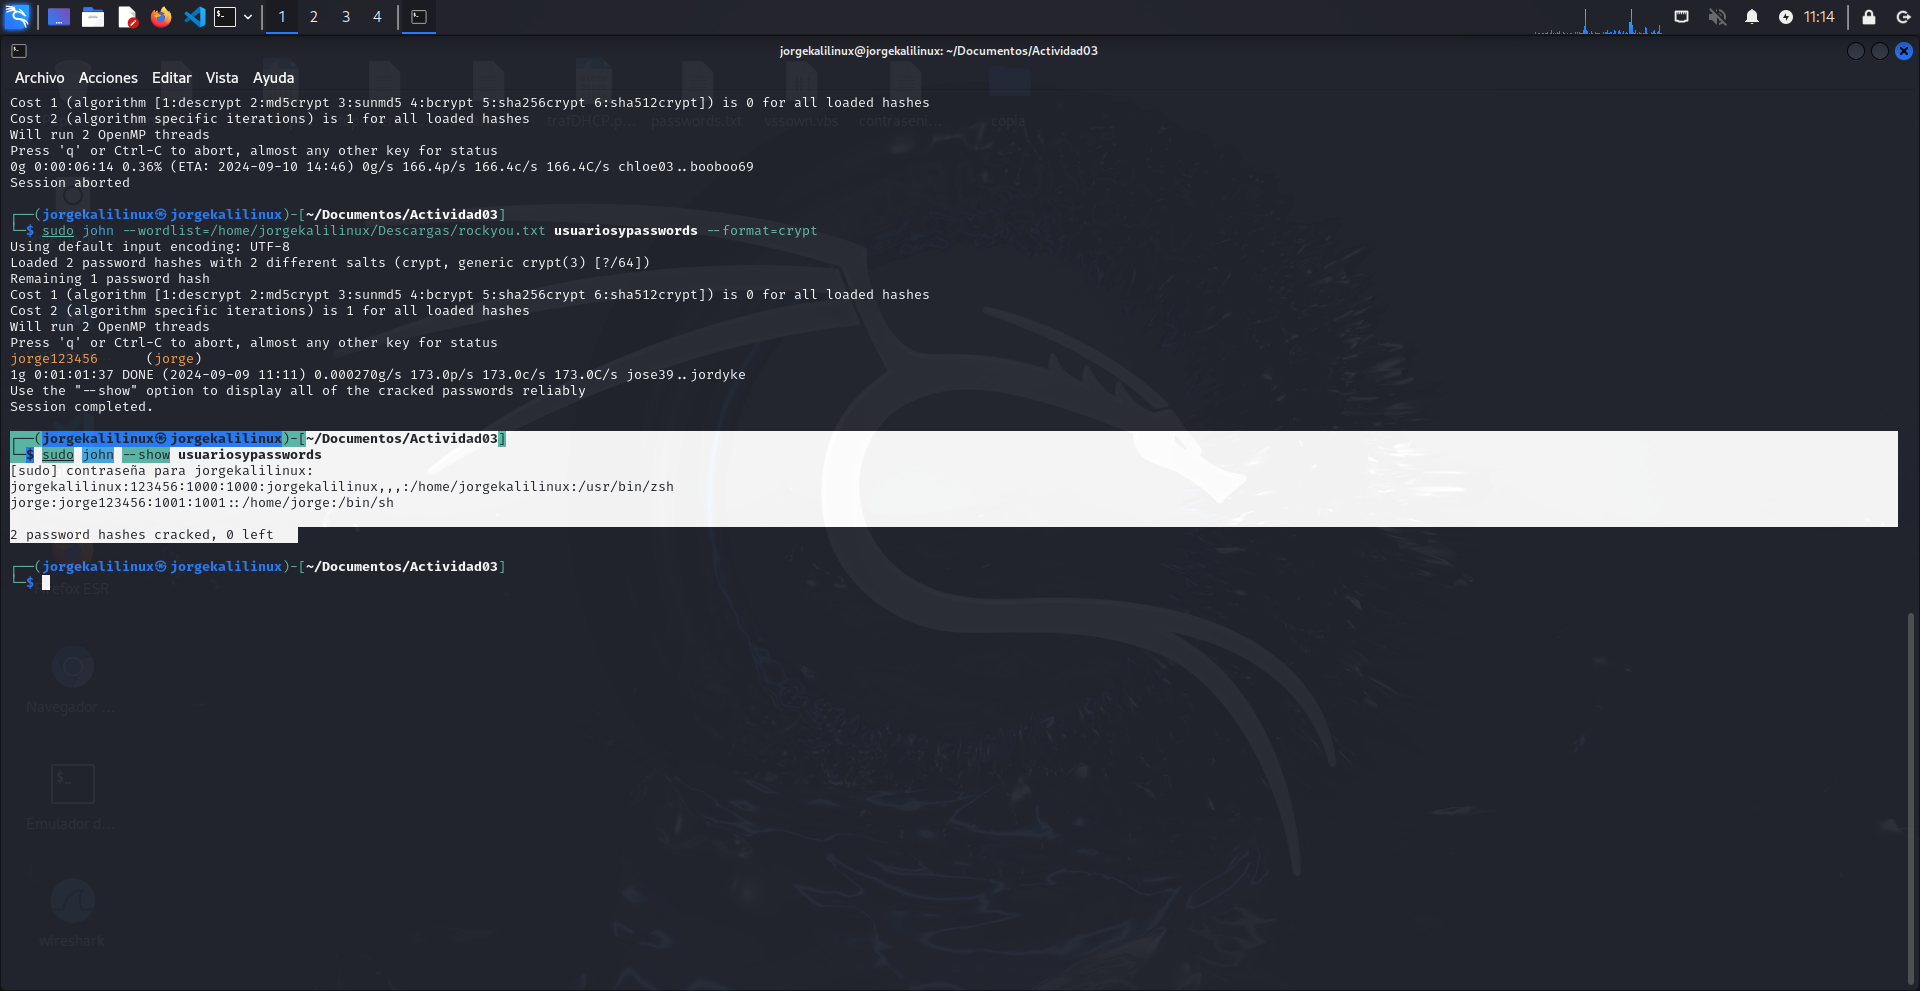 1 2 3 4
11:14
jorgekalilinux@jorgekalilinux: ~/Documentos/Actividad03
Archivo Acciones Editar Vista Ayuda
Cost 1 (algorithm [1:descrypt 2:md5crypt 3:sunmd5 4:bcrypt 5:sha256crypt 6:sha512crypt]) is 0 for all loaded hashes
Cost 2 (algorithm specific iterations) is 1 for all loaded hashes
Will run 2 OpenMP threads
Press 'q' or Ctrl-C to abort, almost any other key for status
0g 0:00:06:14 0.36% (ETA: 2024-09-10 14:46) 0g/s 166.4p/s 166.4c/s 166.4C/s chloe03..booboo69
Session aborted
┌──(jorgekalilinux㉿jorgekalilinux)-[~/Documentos/Actividad03]
└─$ sudo john --wordlist=/home/jorgekalilinux/Descargas/rockyou.txt usuariosypasswords --format=crypt
Using default input encoding: UTF-8
Loaded 2 password hashes with 2 different salts (crypt, generic crypt(3) [?/64])
Remaining 1 password hash
Cost 1 (algorithm [1:descrypt 2:md5crypt 3:sunmd5 4:bcrypt 5:sha256crypt 6:sha512crypt]) is 0 for all loaded hashes
Cost 2 (algorithm specific iterations) is 1 for all loaded hashes
Will run 2 OpenMP threads
Press 'q' or Ctrl-C to abort, almost any other key for status
jorge123456      (jorge)
1g 0:01:01:37 DONE (2024-09-09 11:11) 0.000270g/s 173.0p/s 173.0c/s 173.0C/s jose39..jordyke
Use the "--show" option to display all of the cracked passwords reliably
Session completed.
┌──(jorgekalilinux㉿jorgekalilinux)-[~/Documentos/Actividad03]
└─$ sudo john --show usuariosypasswords
[sudo] contraseña para jorgekalilinux:
jorgekalilinux:123456:1000:1000:jorgekalilinux,,,:/home/jorgekalilinux:/usr/bin/zsh
jorge:jorge123456:1001:1001::/home/jorge:/bin/sh
2 password hashes cracked, 0 left
┌──(jorgekalilinux㉿jorgekalilinux)-[~/Documentos/Actividad03]
└─$
trafDHCP.p... passwords.txt vssown.vbs contraseni... copia
Firefox ESR
Navegador ...
Emulador d...
wireshark